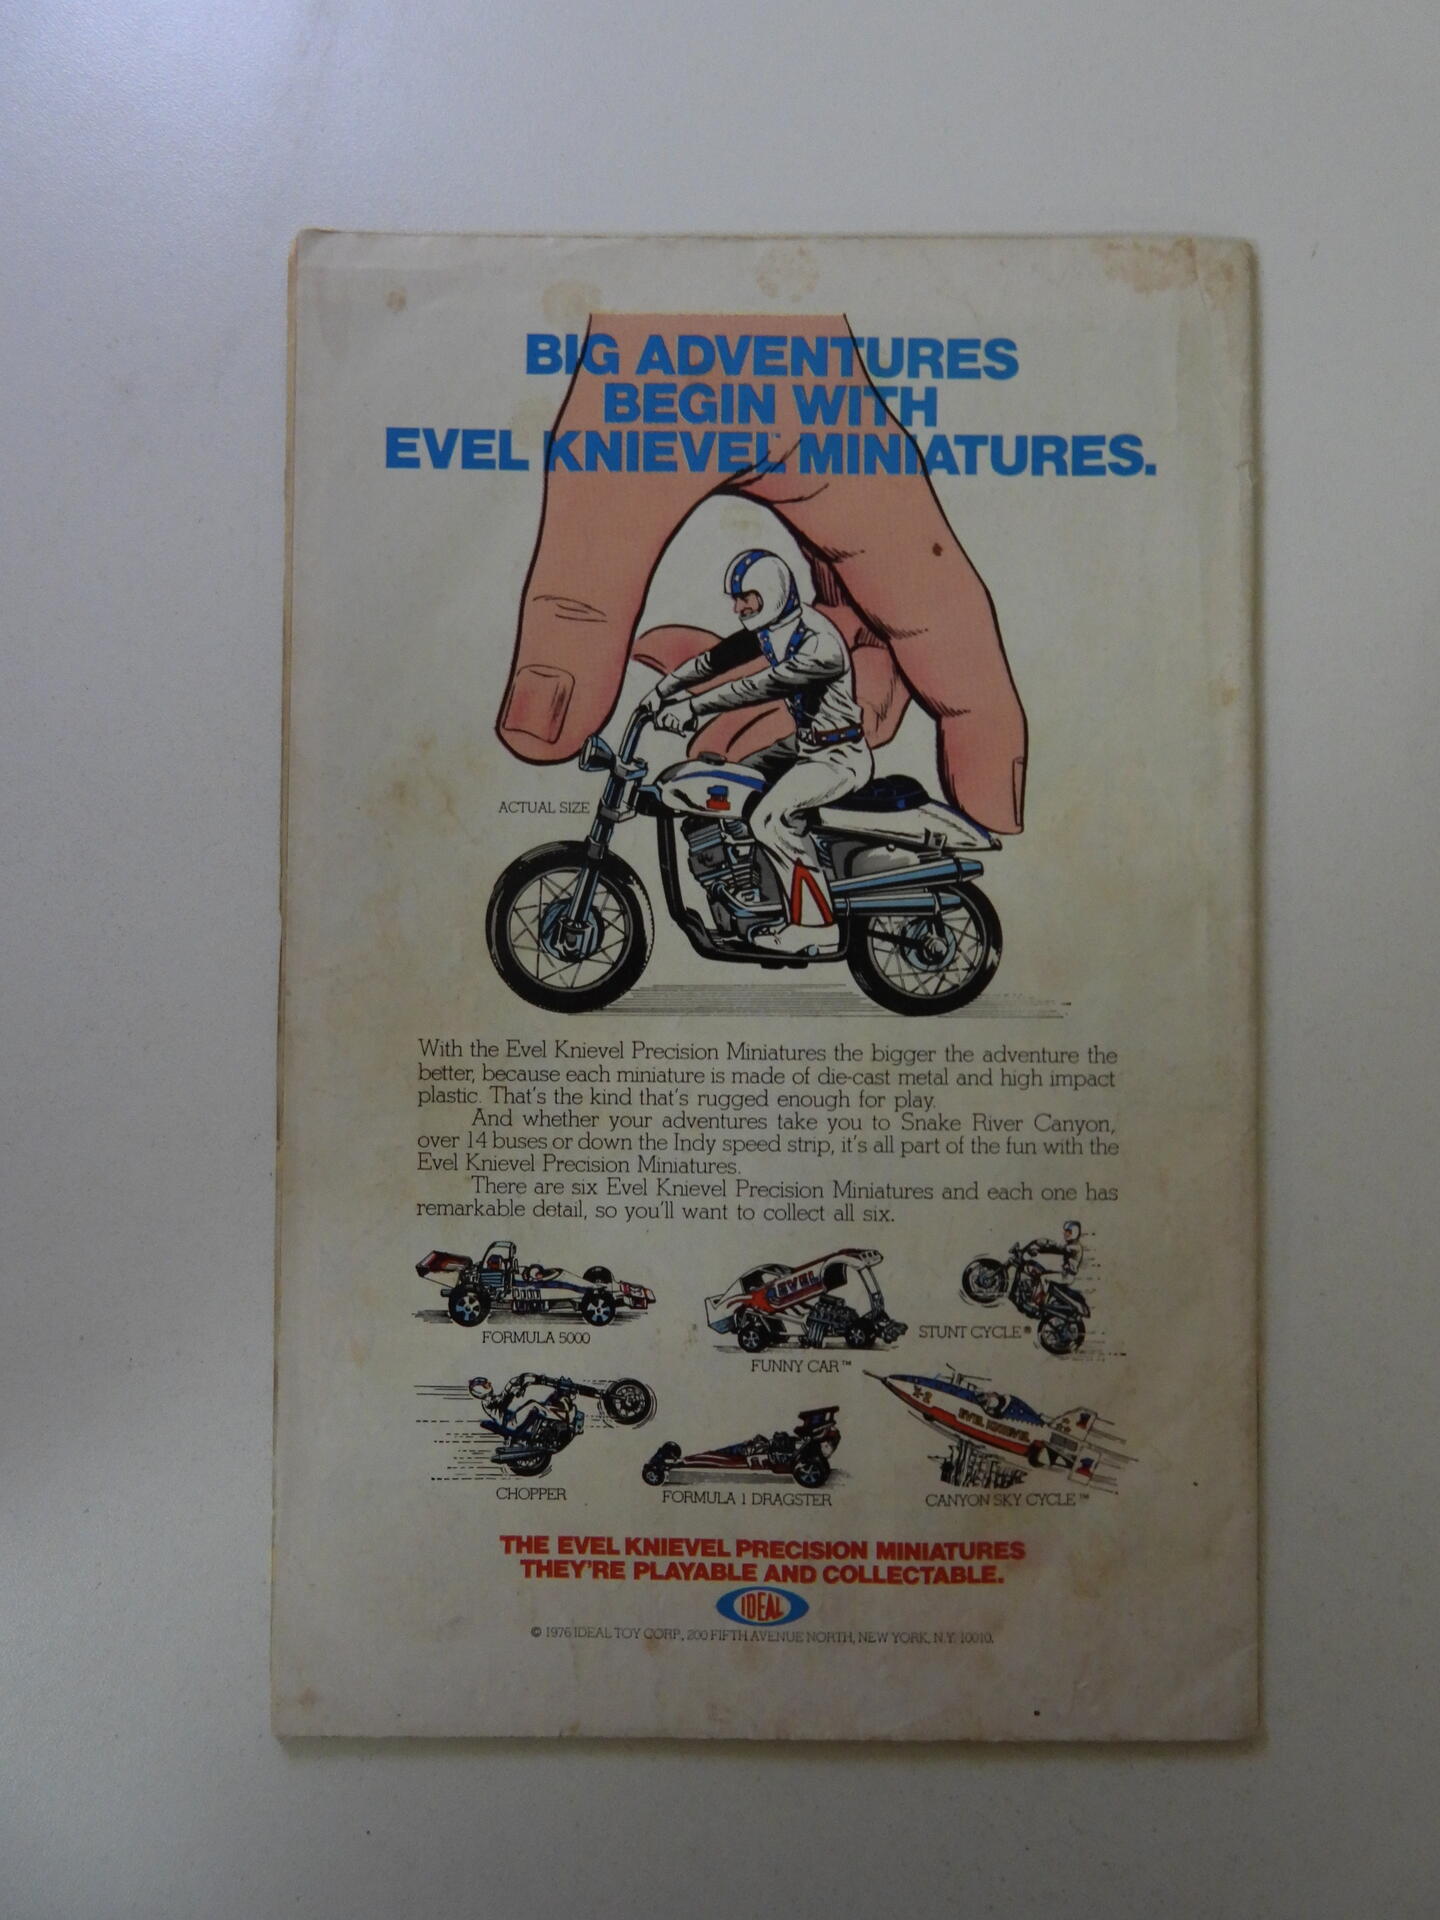 BIG ADVENTURES
BEGIN WITH
EVEL KNIEVEL™ MINIATURES.
ACTUAL SIZE
With the Evel Knievel Precision Miniatures the bigger the adventure the
better, because each miniature is made of die-cast metal and high impact
plastic. That's the kind that's rugged enough for play.
And whether your adventures take you to Snake River Canyon,
over 14 buses or down the Indy speed strip, it's all part of the fun with the
Evel Knievel Precision Miniatures.
There are six Evel Knievel Precision Miniatures and each one has
remarkable detail, so you'll want to collect all six.
EVEL
FORMULA 5000
FUNNY CAR™
STUNT CYCLE®
X-2
EVEL KNIEVEL
CHOPPER
FORMULA 1 DRAGSTER
CANYON SKY CYCLE™
THE EVEL KNIEVEL PRECISION MINIATURES
THEY'RE PLAYABLE AND COLLECTABLE.
IDEAL
© 1976 IDEAL TOY CORP., 200 FIFTH AVENUE NORTH, NEW YORK, N.Y. 10010.